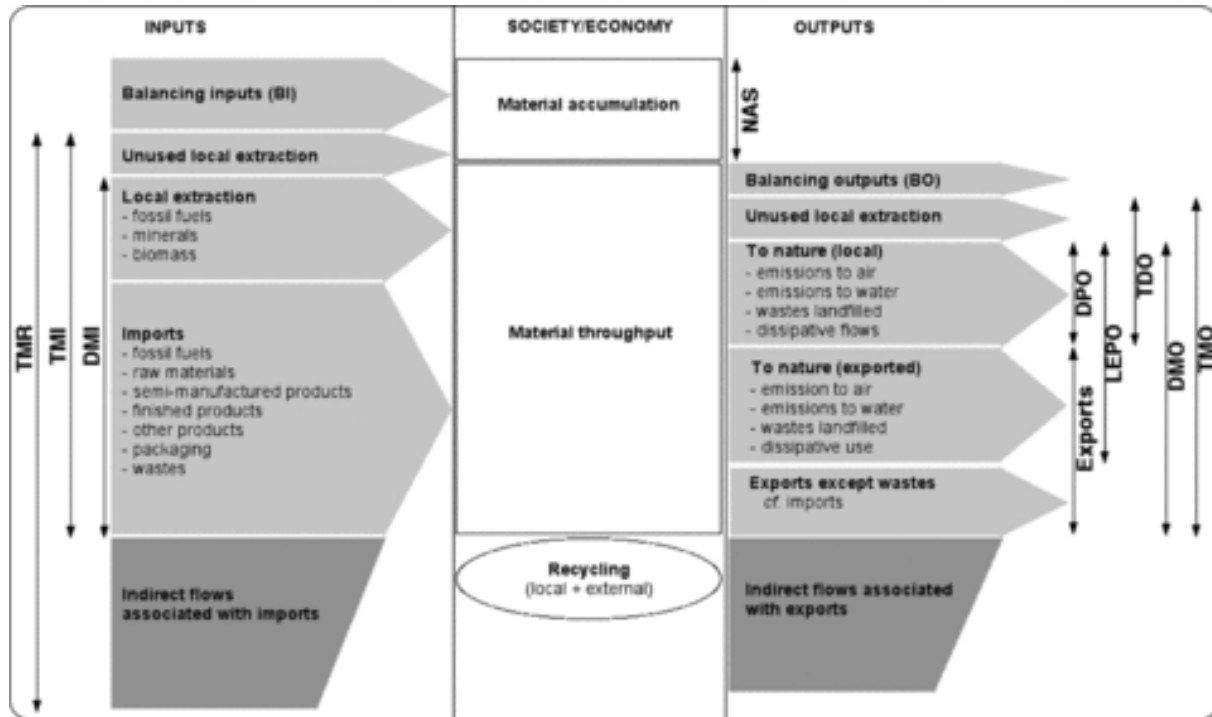 INPUTS
SOCIETY/ECONOMY
OUTPUTS
Balancing inputs (BI)
Unused local extraction
Local extraction
- fossil fuels
- minerals
- biomass
Imports
- fossil fuels
- raw materials
- semi-manufactured products
- finished products
- other products
- packaging
- wastes
Indirect flows
associated with imports
TMR
TMI
DMI
Material accumulation
Material throughput
Recycling
(local + external)
NAS
Balancing outputs (BO)
Unused local extraction
To nature (local)
- emissions to air
- emissions to water
- wastes landfilled
- dissipative flows
To nature (exported)
- emission to air
- emissions to water
- wastes landfilled
- dissipative use
Exports except wastes
cf. imports
Indirect flows associated
with exports
DPO
Exports
LEPO
TDO
DMO
TMO